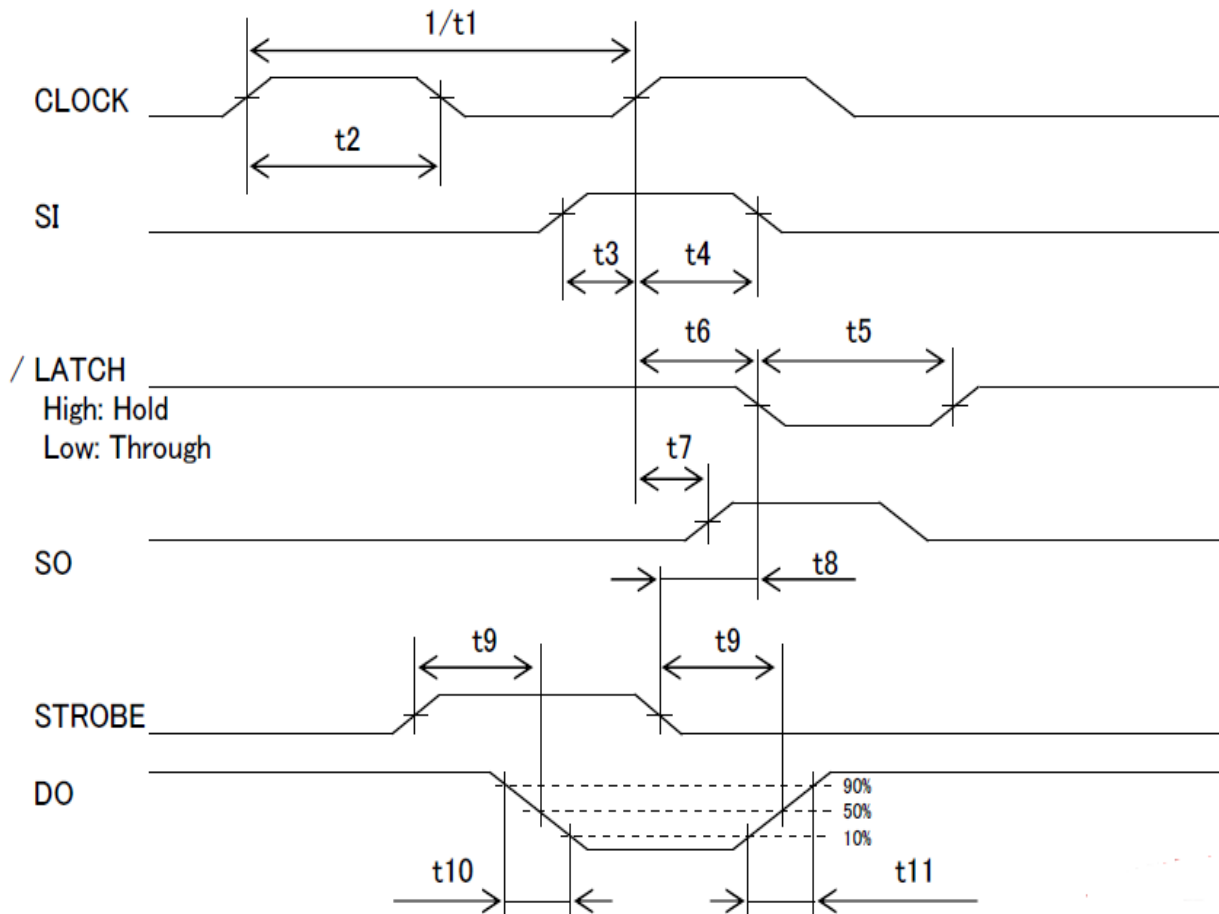 1/t1
CLOCK
t2
SI
t3 t4
t6 t5
/ LATCH
High: Hold
Low: Through
t7
SO
t8
t9 t9
STROBE
DO
90%
50%
10%
t10 t11